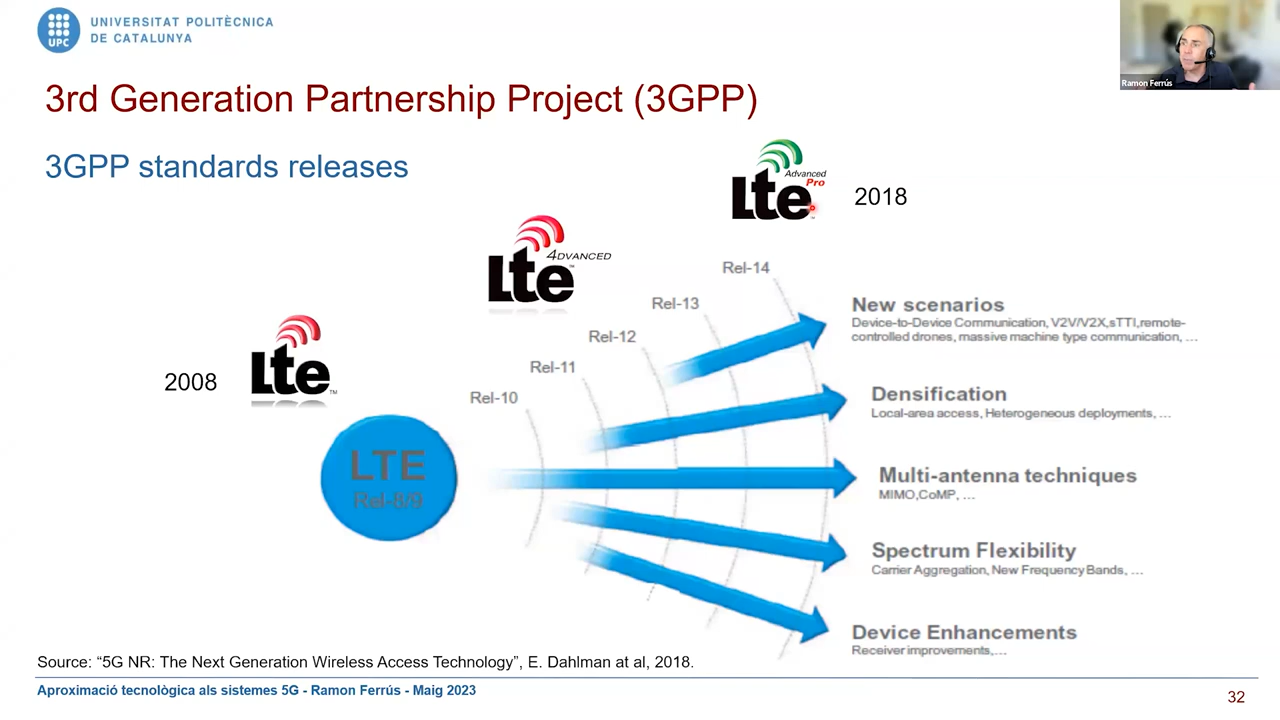 UPC
UNIVERSITAT POLITÈCNICA
DE CATALUNYA
Ramon Ferrús
3rd Generation Partnership Project (3GPP)
3GPP standards releases
Lte Advanced Pro
2018
Lte 4DVANCED
Rel-14
Rel-13
Rel-12
Rel-11
Rel-10
2008
Lte TM
LTE
Rel-8/9
New scenarios
Device-to-Device Communication, V2V/V2X,sTTI,remote-
controlled drones, massive machine type communication, …
Densification
Local-area access, Heterogeneous deployments, …
Multi-antenna techniques
MIMO,CoMP, …
Spectrum Flexibility
Carrier Aggregation, New Frequency Bands, …
Device Enhancements
Receiver improvements,…
Source: “5G NR: The Next Generation Wireless Access Technology”, E. Dahlman at al, 2018.
Aproximació tecnològica als sistemes 5G - Ramon Ferrús - Maig 2023
32